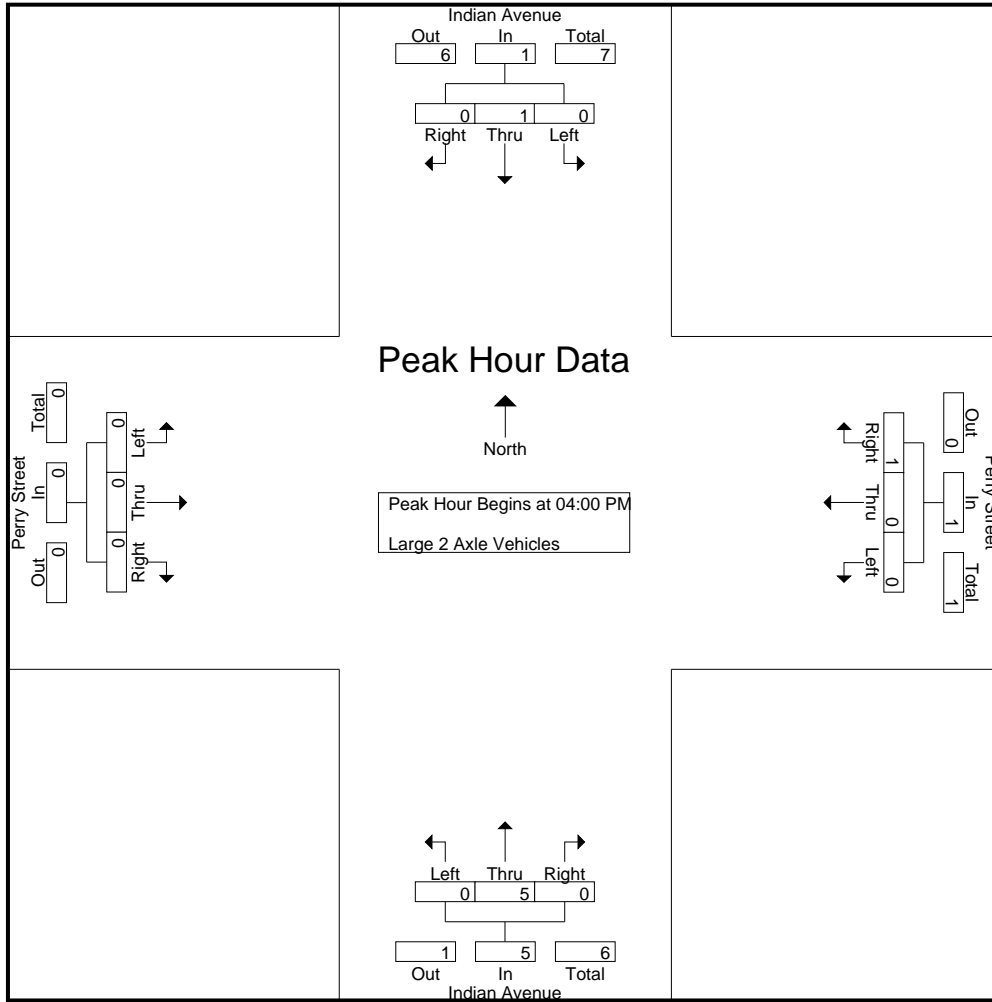 Indian Avenue
Out In Total
6 1 7
0 1 0
Right Thru Left
Peak Hour Data
North
Peak Hour Begins at 04:00 PM
Large 2 Axle Vehicles
Perry Street
Total In Out
0 0 0
0 0 0
Left Thru Right
Right Thru Left
1 0 0
Out In Total
0 1 1
Perry Street
Left Thru Right
0 5 0
1 5 6
Out In Total
Indian Avenue